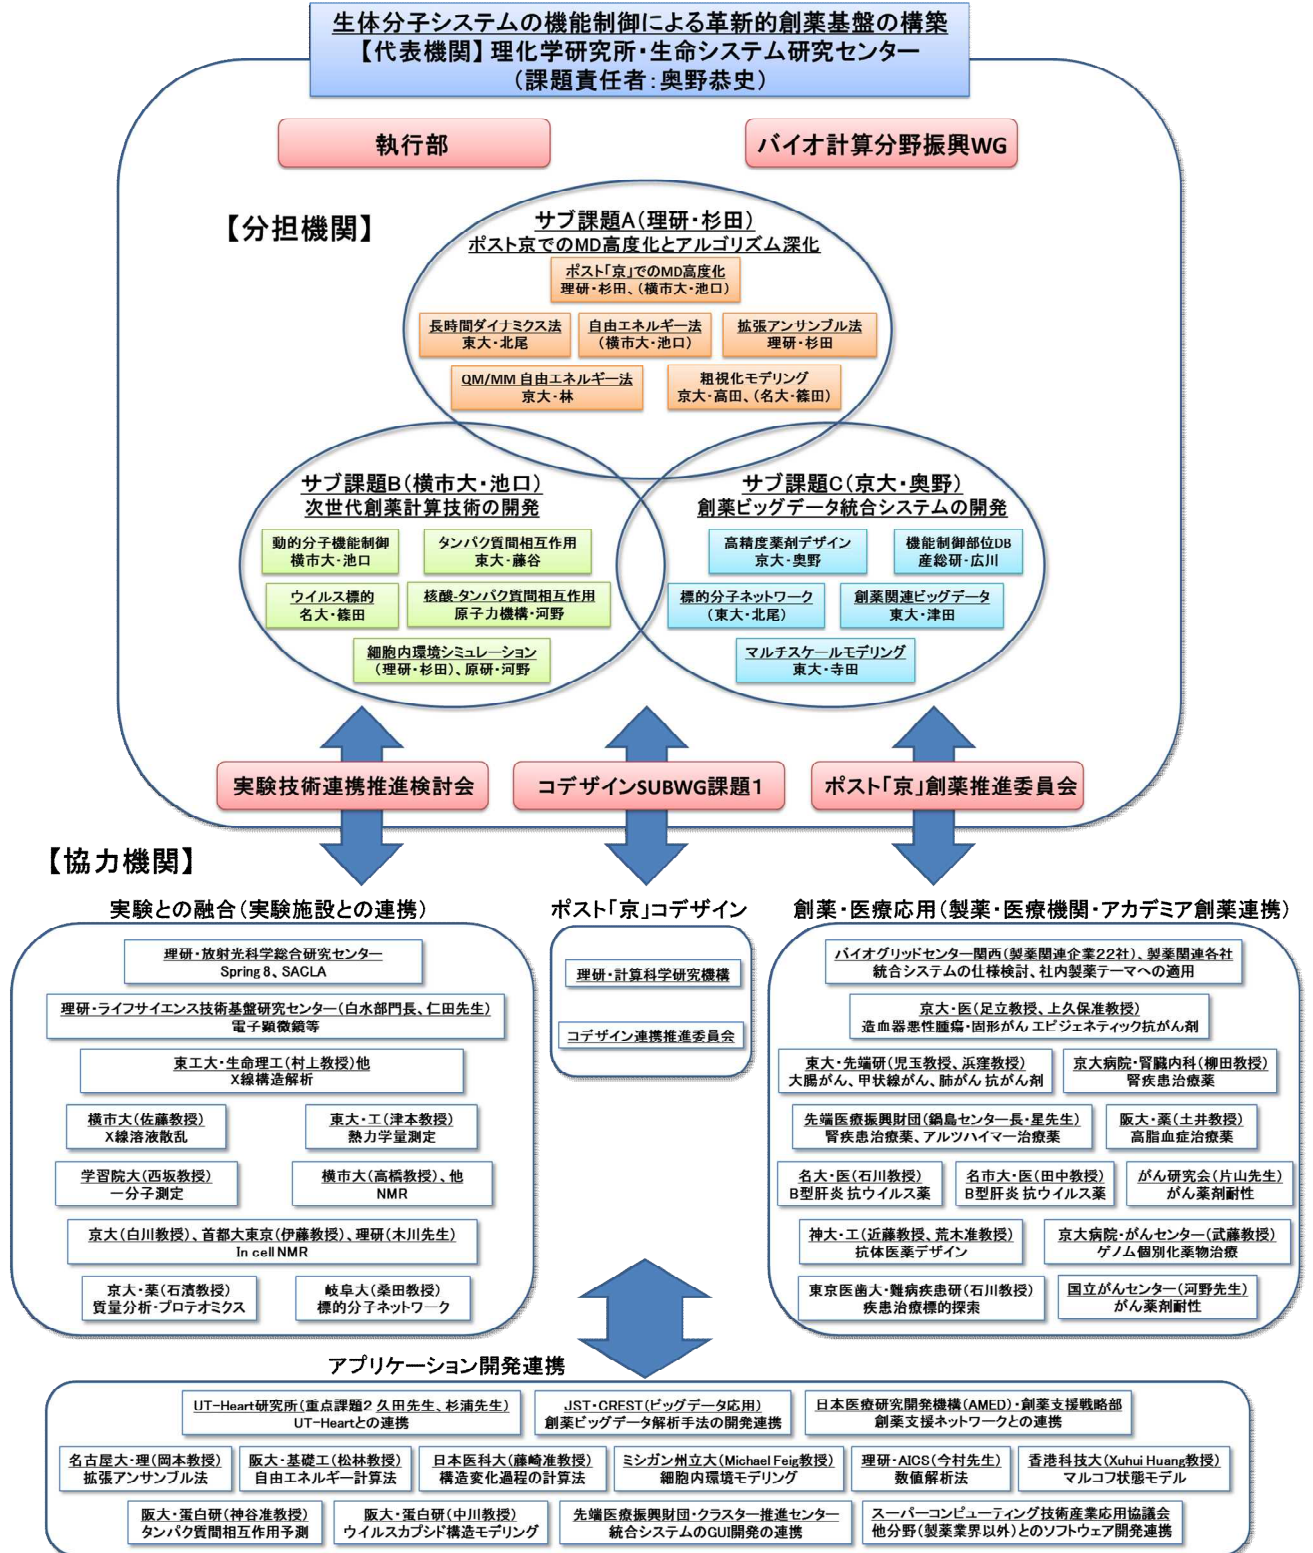 生体分子システムの機能制御による革新的創薬基盤の構築
【代表機関】理化学研究所・生命システム研究センター
（課題責任者：奥野恭史）
執行部
バイオ計算分野振興WG
【分担機関】
サブ課題A（理研・杉田）
ポスト京でのMD高度化とアルゴリズム深化
ポスト「京」でのMD高度化
理研・杉田、（横市大・池口）
長時間ダイナミクス法
東大・北尾
自由エネルギー法
（横市大・池口）
拡張アンサンブル法
理研・杉田
QM/MM 自由エネルギー法
京大・林
粗視化モデリング
京大・高田、（名大・篠田）
サブ課題B（横市大・池口）
次世代創薬計算技術の開発
動的分子機能制御
横市大・池口
タンパク質間相互作用
東大・藤谷
ウイルス標的
名大・篠田
核酸-タンパク質間相互作用
原子力機構・河野
細胞内環境シミュレーション
（理研・杉田）、原研・河野
サブ課題C（京大・奥野）
創薬ビッグデータ統合システムの開発
高精度薬剤デザイン
京大・奥野
機能制御部位DB
産総研・広川
標的分子ネットワーク
（東大・北尾）
創薬関連ビッグデータ
東大・津田
マルチスケールモデリング
東大・寺田
実験技術連携推進検討会
コデザインSUBWG課題1
ポスト「京」創薬推進委員会
【協力機関】
実験との融合（実験施設との連携）
理研・放射光科学総合研究センター
Spring 8、SACLA
理研・ライフサイエンス技術基盤研究センター（白水部門長、仁田先生）
電子顕微鏡等
東工大・生命理工（村上教授）他
X線構造解析
横市大（佐藤教授）
X線溶液散乱
東大・工（津本教授）
熱力学量測定
学習院大（西坂教授）
一分子測定
横市大（高橋教授）、他
NMR
京大（白川教授）、首都大東京（伊藤教授）、理研（木川先生）
In cell NMR
京大・薬（石濱教授）
質量分析・プロテオミクス
岐阜大（桑田教授）
標的分子ネットワーク
ポスト「京」コデザイン
理研・計算科学研究機構
コデザイン連携推進委員会
創薬・医療応用（製薬・医療機関・アカデミア創薬連携）
バイオグリッドセンター関西（製薬関連企業22社）、製薬関連各社
統合システムの仕様検討、社内製薬テーマへの適用
京大・医（足立教授、上久保准教授）
造血器悪性腫瘍・固形がん エピジェネティック抗がん剤
東大・先端研（児玉教授、浜窪教授）
大腸がん、甲状線がん、肺がん 抗がん剤
京大病院・腎臓内科（柳田教授）
腎疾患治療薬
先端医療振興財団（鍋島センター長・星先生）
腎疾患治療薬、アルツハイマー治療薬
阪大・薬（土井教授）
高脂血症治療薬
名大・医（石川教授）
B型肝炎 抗ウイルス薬
名市大・医（田中教授）
B型肝炎 抗ウイルス薬
がん研究会（片山先生）
がん薬剤耐性
神大・工（近藤教授、荒木准教授）
抗体医薬デザイン
京大病院・がんセンター（武藤教授）
ゲノム個別化薬物治療
東京医歯大・難病疾患研（石川教授）
疾患治療標的探索
国立がんセンター（河野先生）
がん薬剤耐性
アプリケーション開発連携
UT-Heart研究所（重点課題2 久田先生、杉浦先生）
UT-Heartとの連携
JST・CREST（ビッグデータ応用）
創薬ビッグデータ解析手法の開発連携
日本医療研究開発機構（AMED）・創薬支援戦略部
創薬支援ネットワークとの連携
名古屋大・理（岡本教授）
拡張アンサンブル法
阪大・基礎工（松林教授）
自由エネルギー計算法
日本医科大（藤崎准教授）
構造変化過程の計算法
ミシガン州立大（Michael Feig教授）
細胞内環境モデリング
理研・AICS（今村先生）
数値解析法
香港科技大（Xuhui Huang教授）
マルコフ状態モデル
阪大・蛋白研（神谷准教授）
タンパク質間相互作用予測
阪大・蛋白研（中川教授）
ウイルスカプシド構造モデリング
先端医療振興財団・クラスター推進センター
統合システムのGUI開発の連携
スーパーコンピューティング技術産業応用協議会
他分野（製薬業界以外）とのソフトウェア開発連携